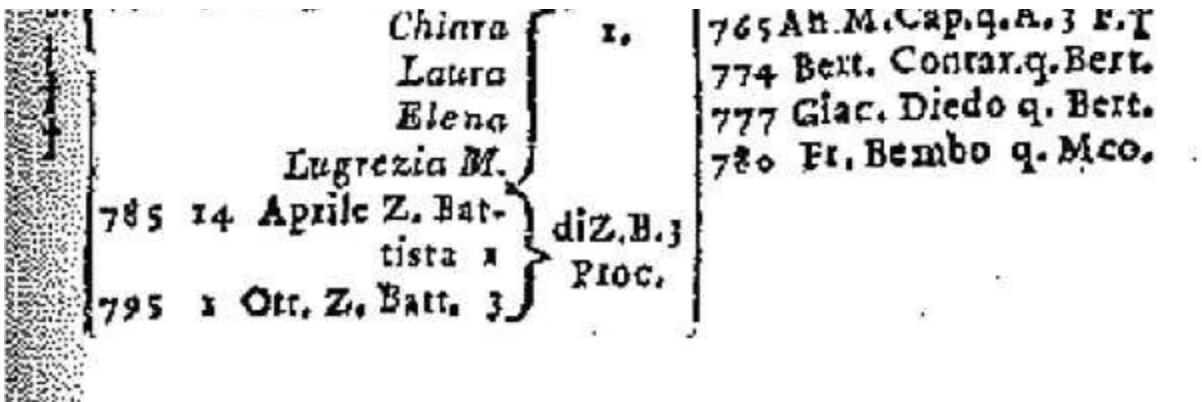 Chiara 1. 765 An.M.Cap.q.A.3 F.
Laura 774 Bert. Contar.q.Bert.
Elena 777 Giac. Diedo q. Bert.
Lugrezia M. 780 Fr. Bembo q. Mco.
785 14 Aprile Z. Bat-
tista 1
diZ.B.3
Proc.
795 1 Ott. Z. Batt. 3